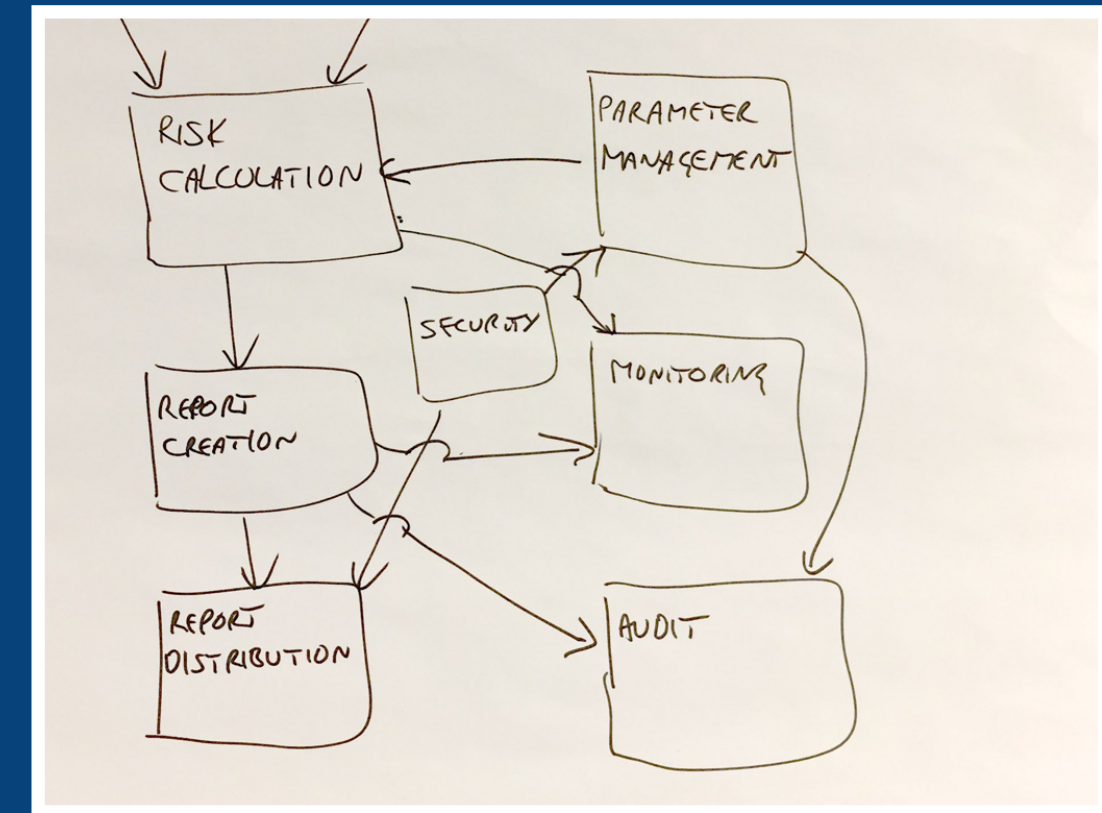 RISK
CALCULATION
PARAMETER
MANAGEMENT
SECURITY
MONITORING
REPORT
CREATION
REPORT
DISTRIBUTION
AUDIT